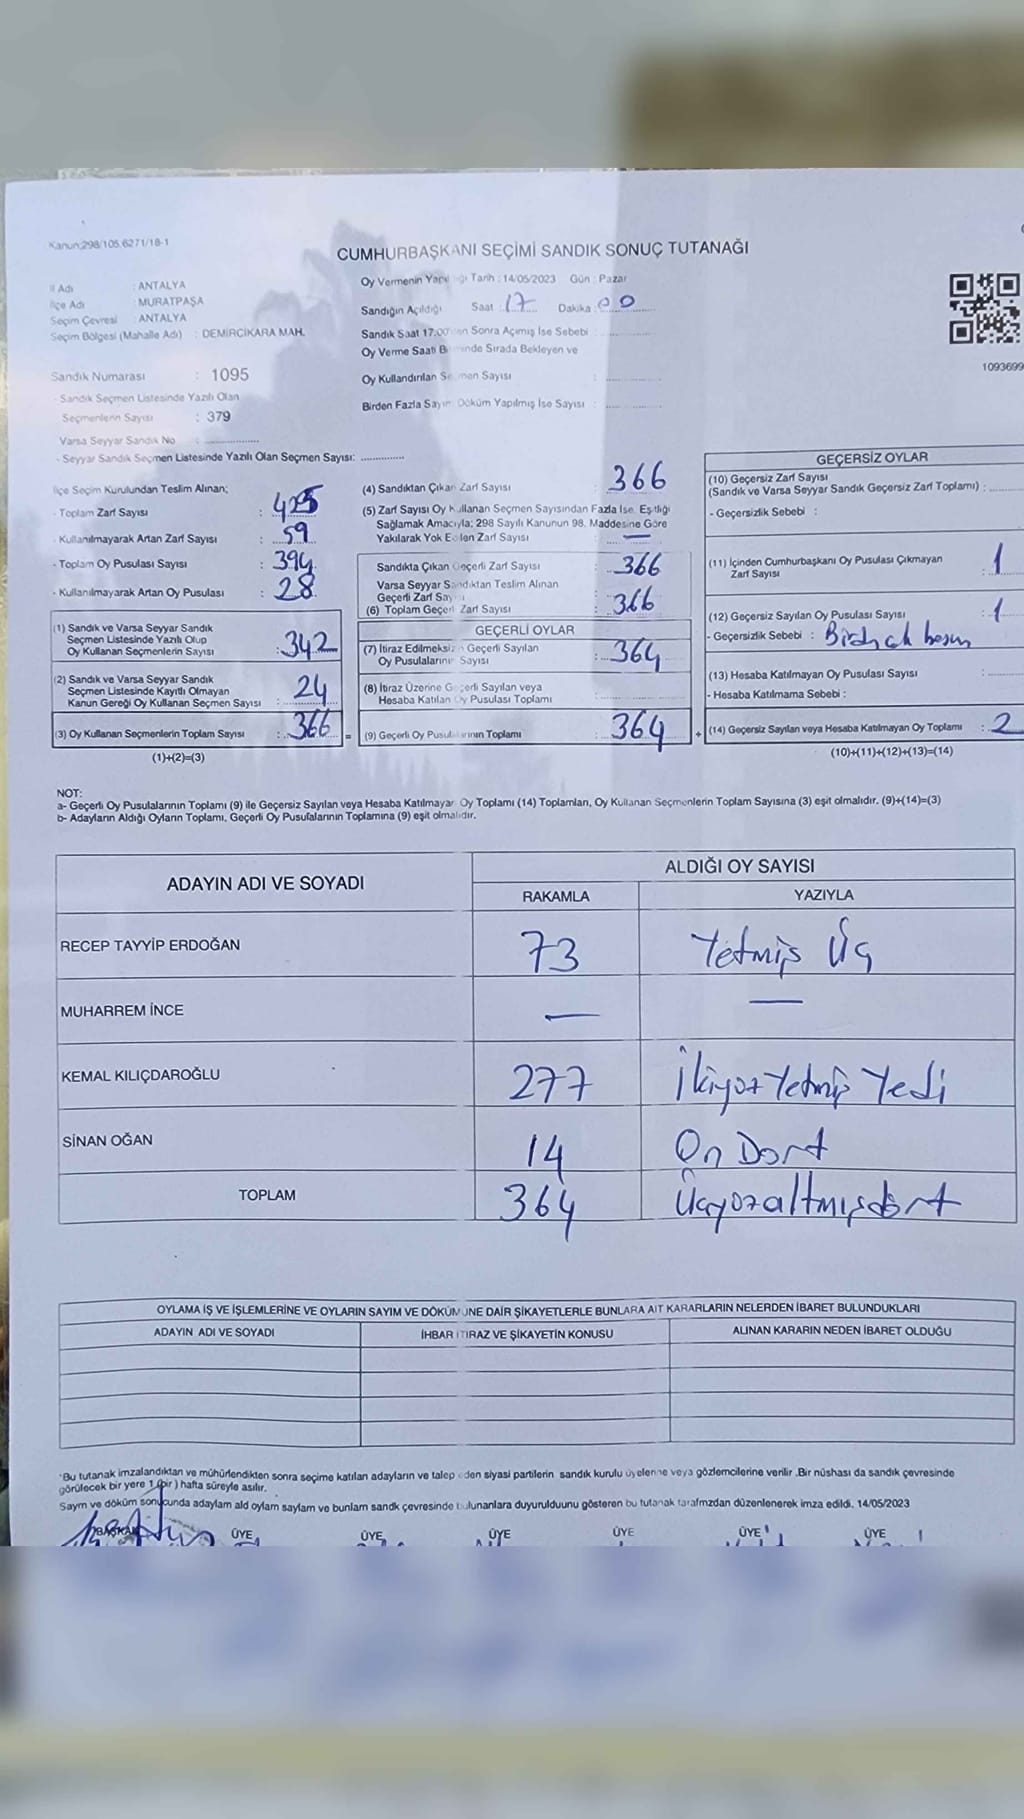 Kanun:298/105.6271/18-1
CUMHURBAŞKANI SEÇİMİ SANDIK SONUÇ TUTANAĞI
İl Adı : ANTALYA
İlçe Adı : MURATPAŞA
Seçim Çevresi : ANTALYA
Seçim Bölgesi (Mahalle Adı) : DEMİRCİKARA MAH.
Sandık Numarası : 1095
- Sandık Seçmen Listesinde Yazılı Olan
Seçmenlerin Sayısı : 379
Varsa Seyyar Sandık No : ................
- Seyyar Sandık Seçmen Listesinde Yazılı Olan Seçmen Sayısı: ............
Oy Vermenin Yapıldığı Tarih : 14/05/2023 Gün : Pazar
Sandığın Açıldığı Saat : 17 Dakika 00
Sandık Saat 17.00'den Sonra Açımış İse Sebebi :
Oy Verme Saati Bitiminde Sırada Bekleyen ve
Oy Kullandırılan Seçmen Sayısı :
Birden Fazla Sayım Döküm Yapılmış İse Sayısı :
1093699
İlçe Seçim Kurulundan Teslim Alınan;
- Toplam Zarf Sayısı : 425
- Kullanılmayarak Artan Zarf Sayısı : 59
- Toplam Oy Pusulası Sayısı : 394
- Kullanılmayarak Artan Oy Pusulası : 28
(1) Sandık ve Varsa Seyyar Sandık
Seçmen Listesinde Yazılı Olup
Oy Kullanan Seçmenlerin Sayısı : 342
(2) Sandık ve Varsa Seyyar Sandık
Seçmen Listesinde Kayıtlı Olmayan
Kanun Gereği Oy Kullanan Seçmen Sayısı : 24
(3) Oy Kullanan Seçmenlerin Toplam Sayısı : 366 =
(1)+(2)=(3)
(4) Sandıktan Çıkan Zarf Sayısı : 366
(5) Zarf Sayısı Oy Kullanan Seçmen Sayısından Fazla İse, Eşitliği
Sağlamak Amacıyla; 298 Sayılı Kanunun 98. Maddesine Göre
Yakılarak Yok Edilen Zarf Sayısı : —
Sandıkta Çıkan Geçerli Zarf Sayısı : 366
Varsa Seyyar Sandıktan Teslim Alınan
Geçerli Zarf Sayısı
(6) Toplam Geçerli Zarf Sayısı : 366
GEÇERLİ OYLAR
(7) İtiraz Edilmeksizin Geçerli Sayılan
Oy Pusulalarının Sayısı : 364
(8) İtiraz Üzerine Geçerli Sayılan veya
Hesaba Katılan Oy Pusulası Toplamı
(9) Geçerli Oy Pusulalarının Toplamı : 364 +
GEÇERSİZ OYLAR
(10) Geçersiz Zarf Sayısı
(Sandık ve Varsa Seyyar Sandık Geçersiz Zarf Toplamı) :
- Geçersizlik Sebebi :
(11) İçinden Cumhurbaşkanı Oy Pusulası Çıkmayan
Zarf Sayısı : 1
(12) Geçersiz Sayılan Oy Pusulası Sayısı : 1
- Geçersizlik Sebebi :
(13) Hesaba Katılmayan Oy Pusulası Sayısı :
- Hesaba Katılmama Sebebi :
(14) Geçersiz Sayılan veya Hesaba Katılmayan Oy Toplamı : 2
(10)+(11)+(12)+(13)=(14)
NOT:
a- Geçerli Oy Pusulalarının Toplamı (9) ile Geçersiz Sayılan veya Hesaba Katılmayan Oy Toplamı (14) Toplamları, Oy Kullanan Seçmenlerin Toplam Sayısına (3) eşit olmalıdır. (9)+(14)=(3)
b- Adayların Aldığı Oyların Toplamı, Geçerli Oy Pusulalarının Toplamına (9) eşit olmalıdır.
ADAYIN ADI VE SOYADI ALDIĞI OY SAYISI
RAKAMLA YAZIYLA
RECEP TAYYİP ERDOĞAN 73 Yetmiş Üç
MUHARREM İNCE — —
KEMAL KILIÇDAROĞLU 277 İkiyüz Yetmiş Yedi
SİNAN OĞAN 14 On Dort
TOPLAM 364 Üçyüzaltmışdört
OYLAMA İŞ VE İŞLEMLERİNE VE OYLARIN SAYIM VE DÖKÜMÜNE DAİR ŞİKAYETLERLE BUNLARA AİT KARARLARIN NELERDEN İBARET BULUNDUKLARI
ADAYIN ADI VE SOYADI İHBAR İTİRAZ VE ŞİKAYETİN KONUSU ALINAN KARARIN NEDEN İBARET OLDUĞU
*Bu tutanak imzalandıktan ve mühürlendikten sonra seçime katılan adayların ve talep eden siyasi partilerin sandık kurulu üyelerine veya gözlemcilerine verilir .Bir nüshası da sandık çevresinde
görülecek bir yere 1 (bir ) hafta süreyle asılır.
Sayım ve döküm sonucunda adaylam ald oylam saylam ve bunlam sandk çevresinde bulunanlara duyurulduunu gösteren bu tutanak tarafmzdan düzenlenerek imza edildi. 14/05/2023
BAŞKAN ÜYE ÜYE ÜYE ÜYE ÜYE ÜYE